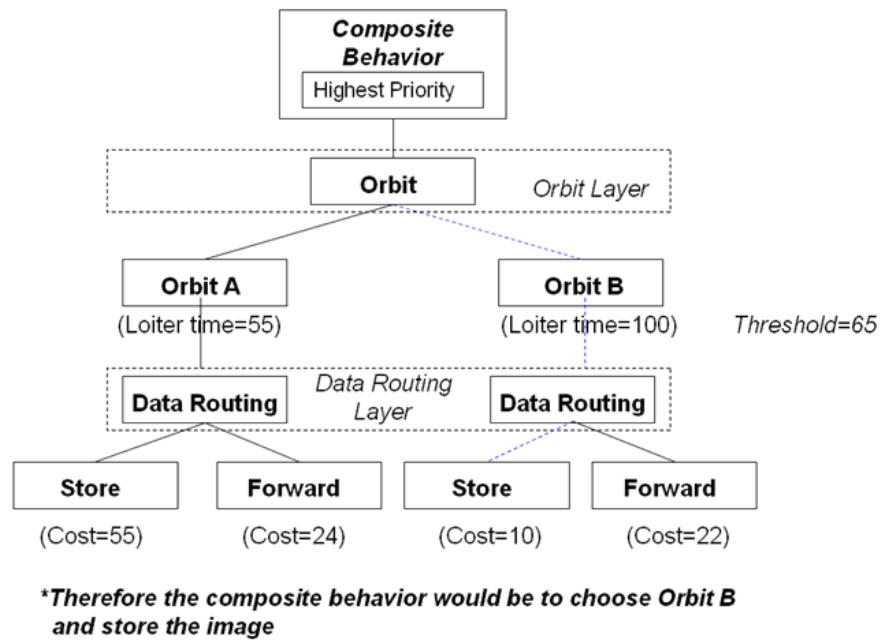 Composite
Behavior
Highest Priority
Orbit
Orbit Layer
Orbit A
Orbit B
(Loiter time=55)
(Loiter time=100)
Threshold=65
Data Routing
Data Routing
Layer
Data Routing
Store
Forward
Store
Forward
(Cost=55)
(Cost=24)
(Cost=10)
(Cost=22)
*Therefore the composite behavior would be to choose Orbit B
and store the image